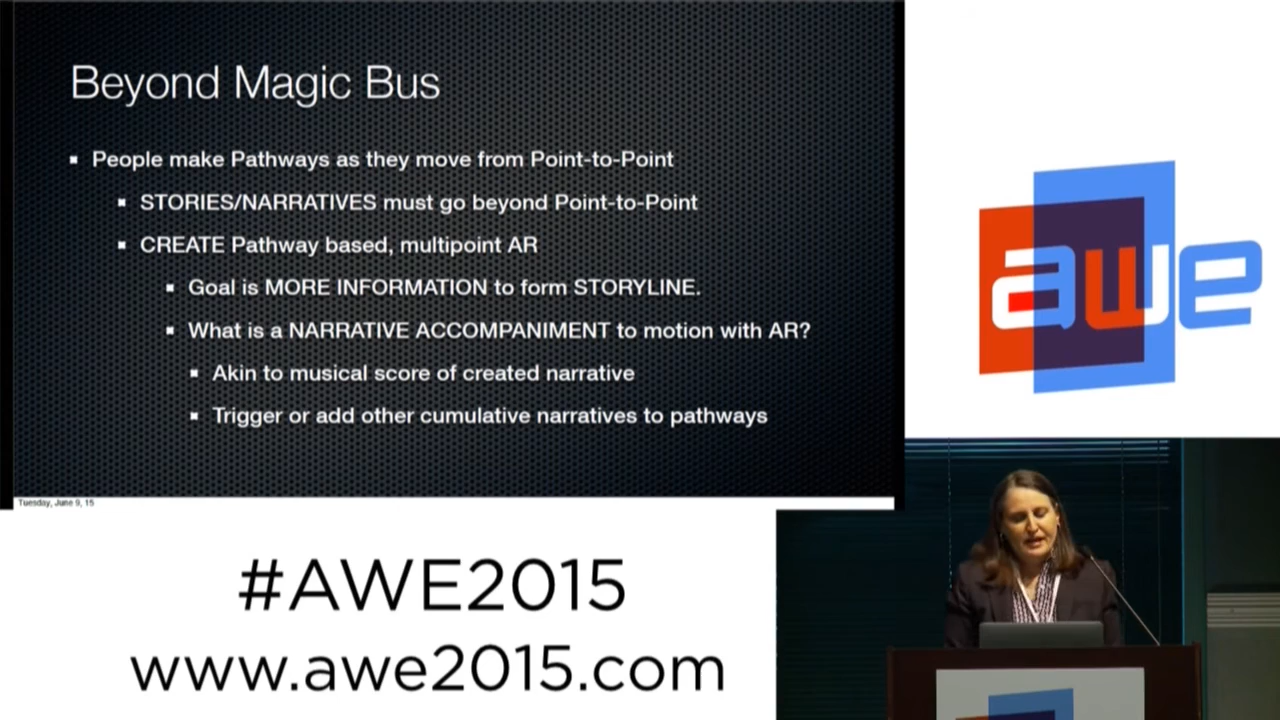 Beyond Magic Bus
People make Pathways as they move from Point-to-Point
STORIES/NARRATIVES must go beyond Point-to-Point
CREATE Pathway based, multipoint AR
Goal is MORE INFORMATION to form STORYLINE.
What is a NARRATIVE ACCOMPANIMENT to motion with AR?
Akin to musical score of created narrative
Trigger or add other cumulative narratives to pathways
Tuesday, June 9, 15
awe
#AWE2015
www.awe2015.com